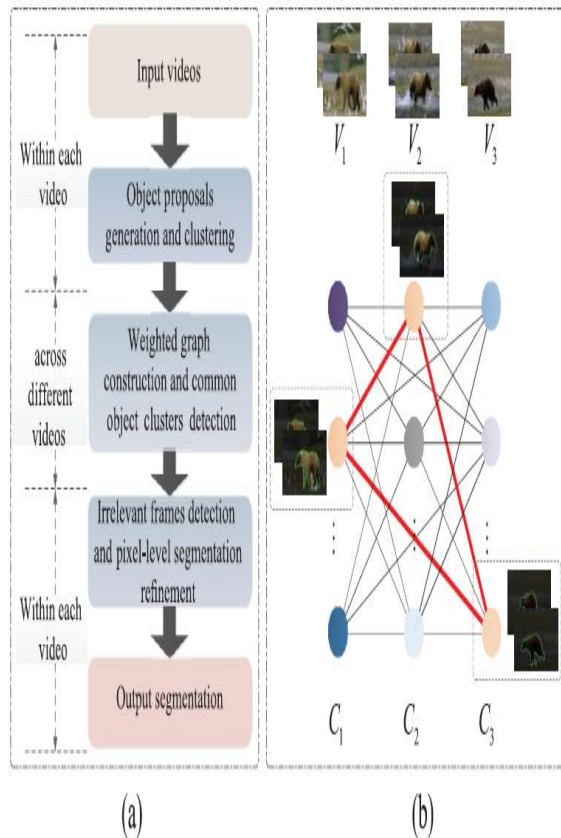 Input videos
Within each
video
Object proposals
generation and clustering
across
different
videos
Weighted graph
construction and common
object clusters detection
Within each
video
Irrelevant frames detection
and pixel-level segmentation
refinement
Output segmentation
(a)
V1
V2
V3
⋮
⋮
⋮
C1
C2
C3
(b)